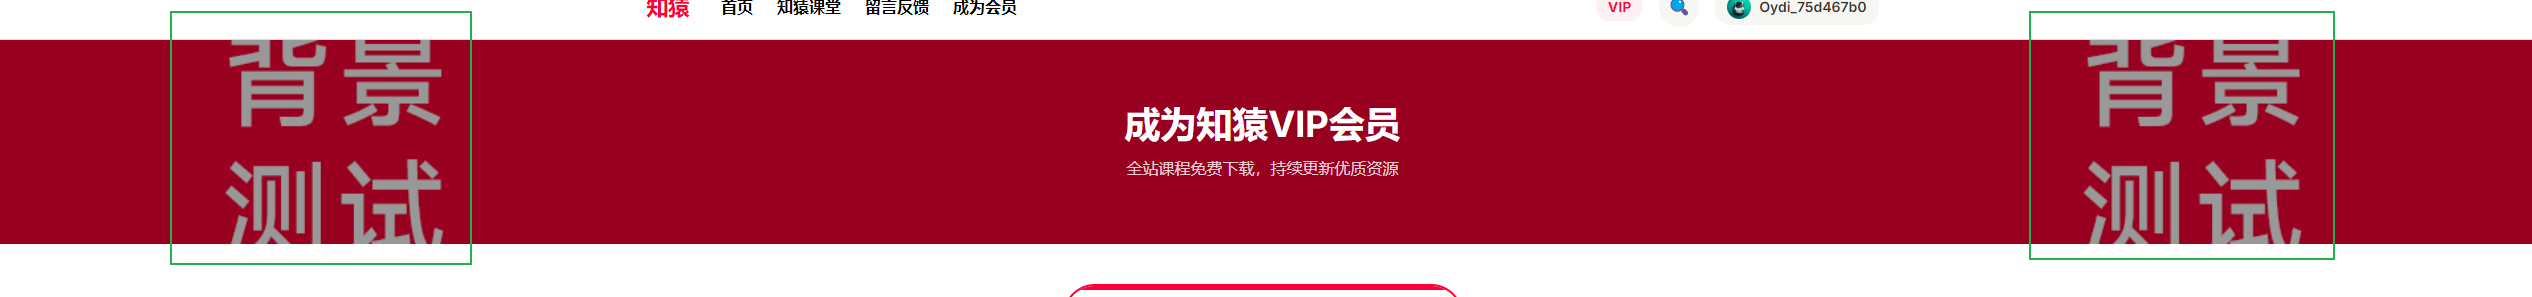 知猿 首页 知猿课堂 留言反馈 成为会员 VIP Oydi_75d467b0
背景 背景
测试 测试
成为知猿VIP会员
全站课程免费下载，持续更新优质资源